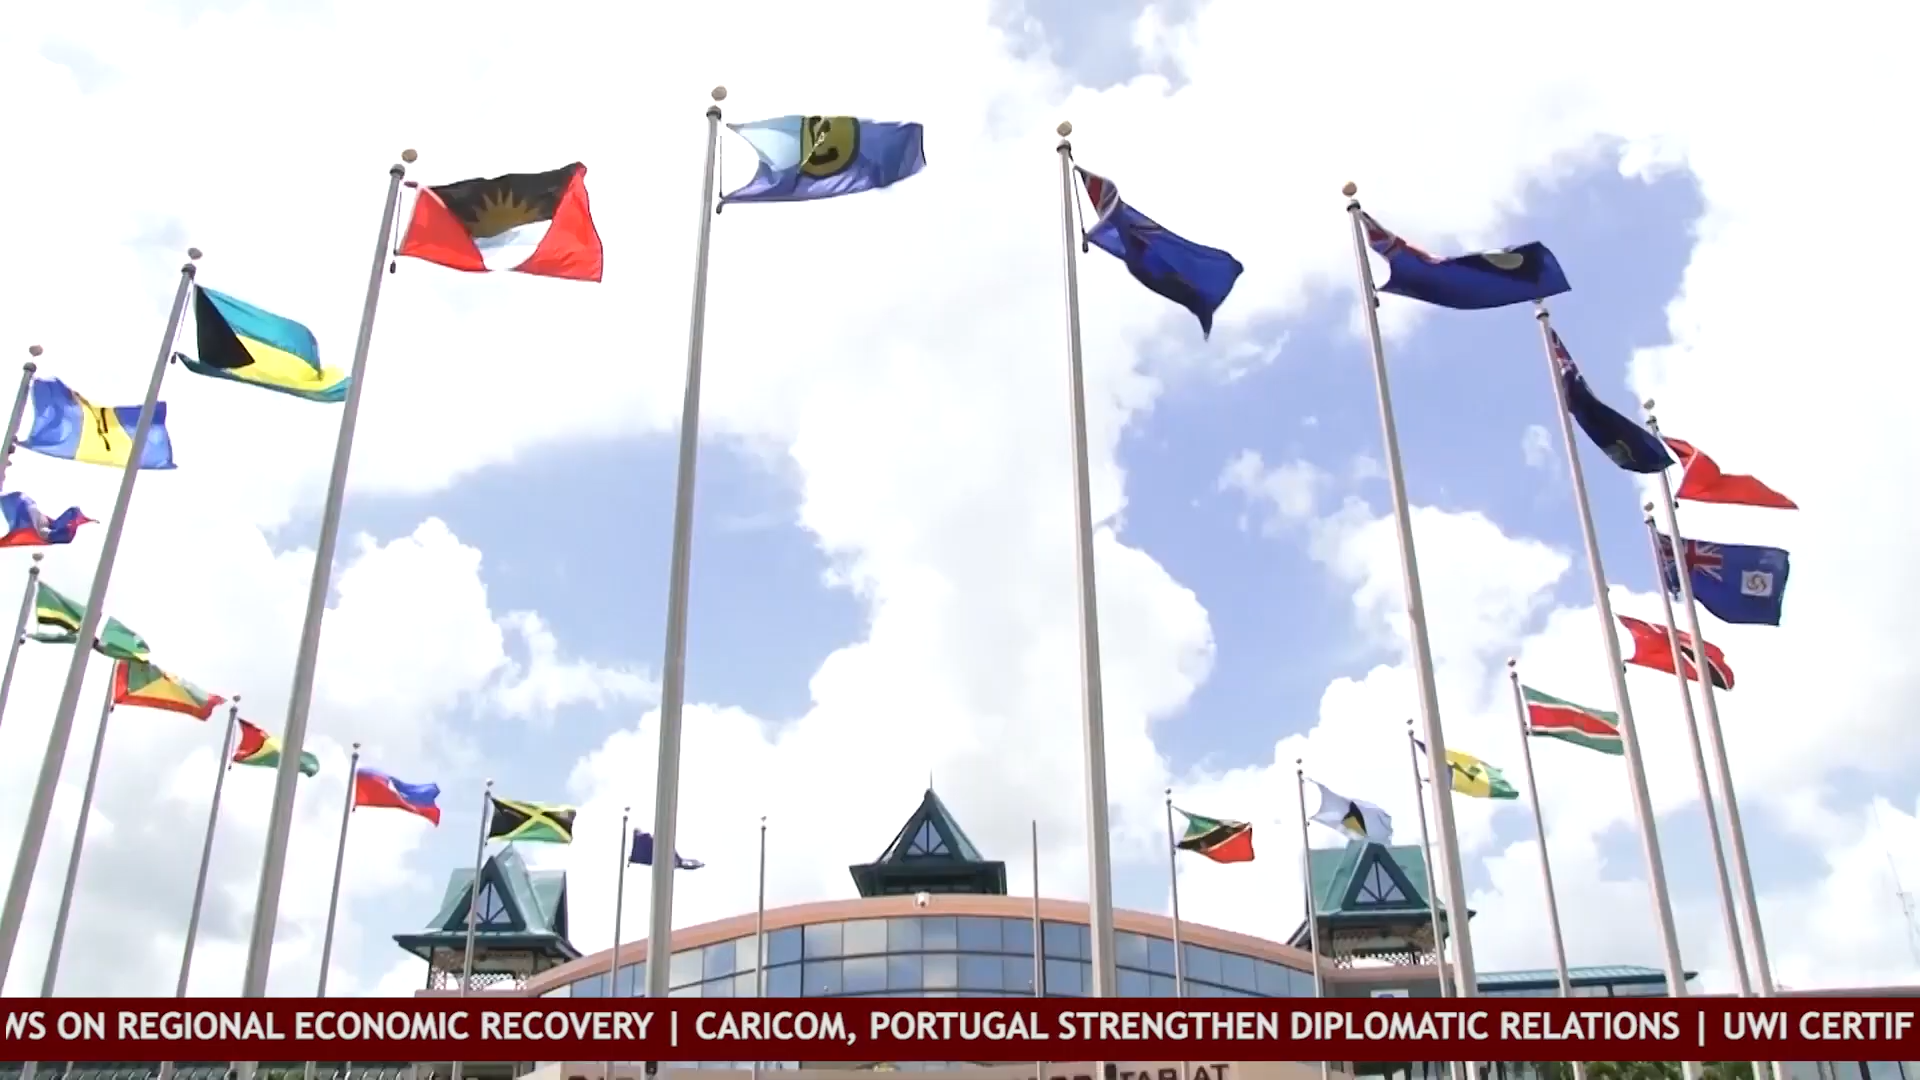 WS ON REGIONAL ECONOMIC RECOVERY | CARICOM, PORTUGAL STRENGTHEN DIPLOMATIC RELATIONS | UWI CERTIF